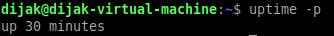 dijak@dijak-virtual-machine:~$ uptime -p
up 30 minutes